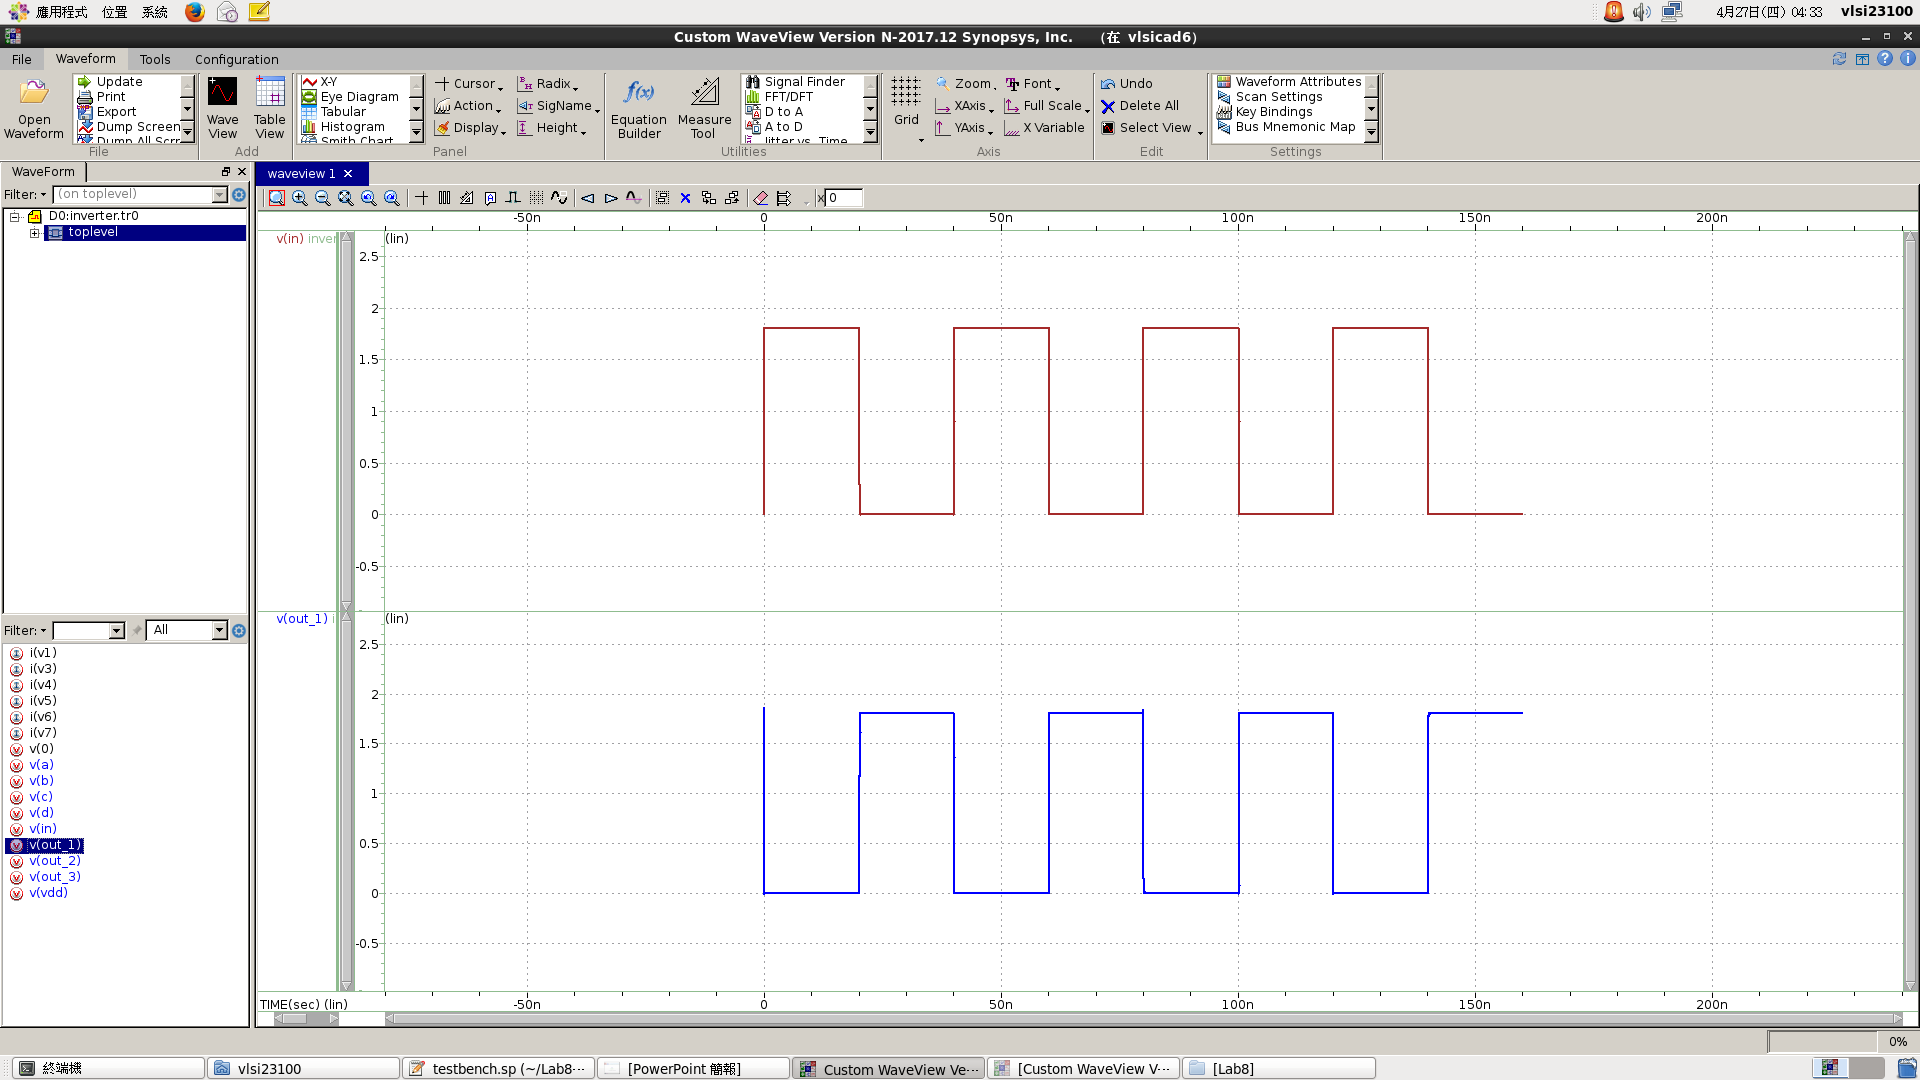 應用程式 位置 系統 4月27日(四) 04:33 vlsi23100
Custom WaveView Version N-2017.12 Synopsys, Inc. (在 vlsicad6)
File Waveform Tools Configuration
Open Waveform
Update
Print
Export
Dump Screen
Dump All Scr
File
Wave View
Table View
Add
X-Y
Eye Diagram
Tabular
Histogram
Smith Chart
Cursor
Action
Display
Radix
SigName
Height
Panel
Equation Builder
Measure Tool
Signal Finder
FFT/DFT
D to A
A to D
Jitter vs. Time
Utilities
Grid
Zoom
XAxis
YAxis
Font
Full Scale
X Variable
Axis
Undo
Delete All
Select View
Edit
Waveform Attributes
Scan Settings
Key Bindings
Bus Mnemonic Map
Settings
WaveForm
Filter: (on toplevel)
D0:inverter.tr0
toplevel
Filter: All
i(v1)
i(v3)
i(v4)
i(v5)
i(v6)
i(v7)
v(0)
v(a)
v(b)
v(c)
v(d)
v(in)
v(out_1)
v(out_2)
v(out_3)
v(vdd)
waveview 1
x 0
-50n 0 50n 100n 150n 200n
v(in) inver (lin)
2.5
2
1.5
1
0.5
0
-0.5
v(out_1) i (lin)
2.5
2
1.5
1
0.5
0
-0.5
TIME(sec) (lin) -50n 0 50n 100n 150n 200n
0%
終端機 vlsi23100 testbench.sp (~/Lab8-··· [PowerPoint 簡報] Custom WaveView Ve··· [Custom WaveView V··· [Lab8]